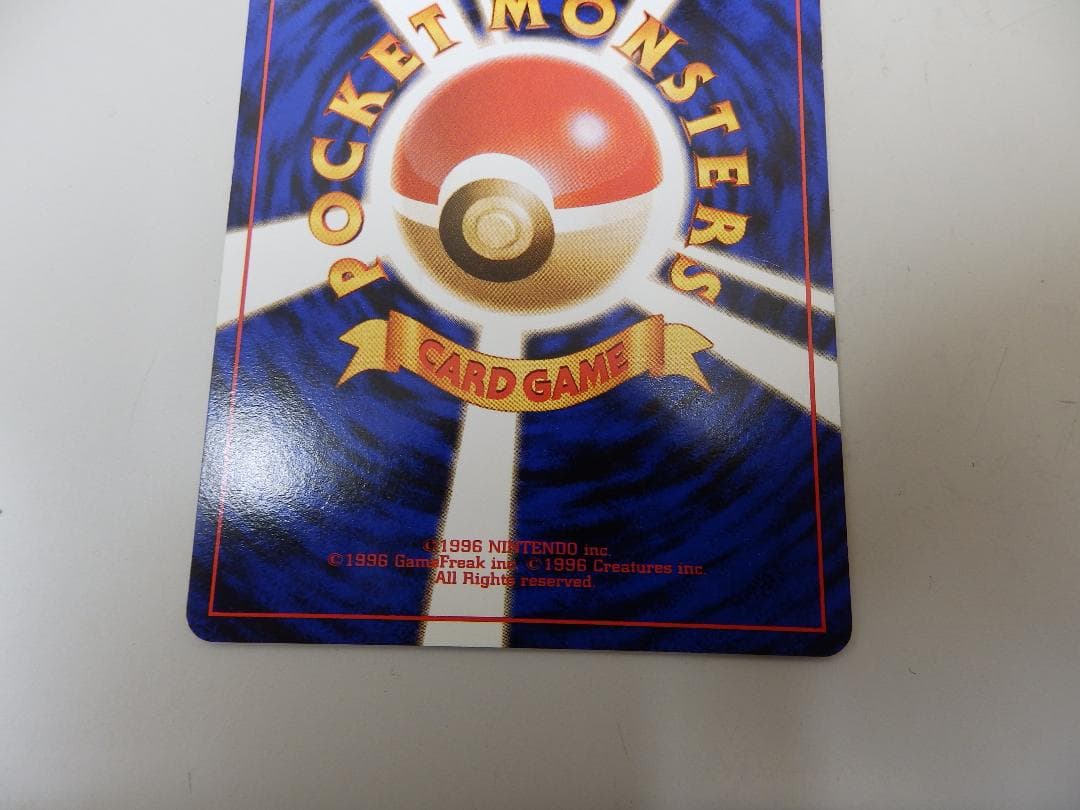 POCKET MONSTERS
CARD GAME
©1996 NINTENDO inc.
©1996 GameFreak inc. ©1996 Creatures inc.
All Rights reserved.